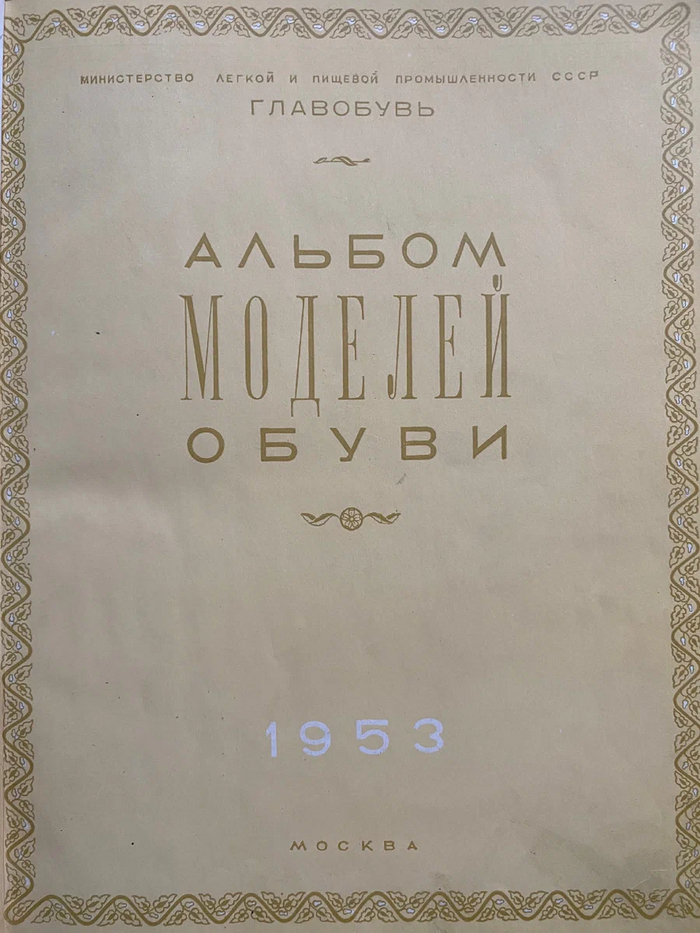 МИНИСТЕРСТВО ЛЕГКОЙ И ПИЩЕВОЙ ПРОМЫШЛЕННОСТИ СССР
ГЛАВОБУВЬ
АЛЬБОМ
МОДЕЛЕЙ
ОБУВИ
1953
МОСКВА